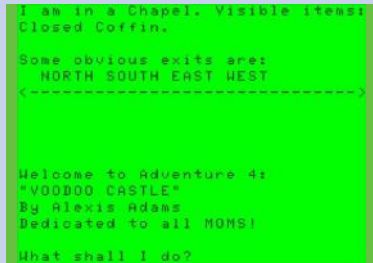 I am in a Chapel. Visible items:
Closed Coffin.
Some obvious exits are:
NORTH SOUTH EAST WEST
<------------------------------>
Welcome to Adventure 4:
"VOODOO CASTLE"
By Alexis Adams
Dedicated to all MOMS!
What shall I do?